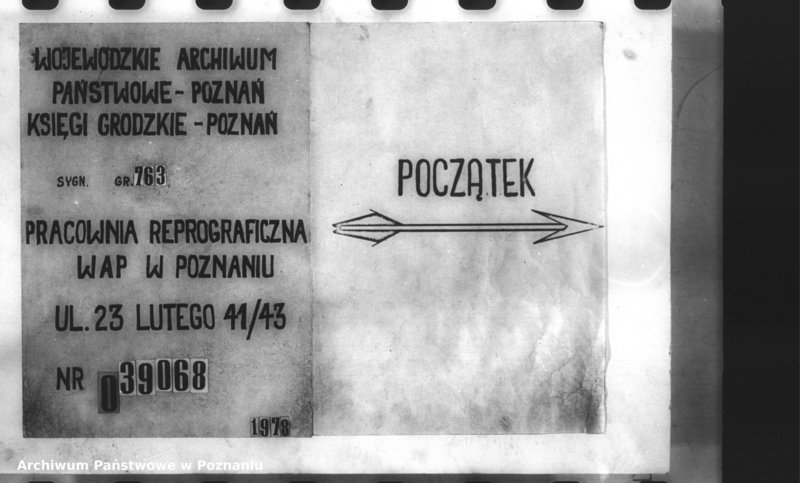 WOJEWÓDZKIE ARCHIWUM
PAŃSTWOWE - POZNAŃ
KSIĘGI GRODZKIE - POZNAŃ
SYGN. GR. 763
PRACOWNIA REPROGRAFICZNA
WAP W POZNANIU
UL. 23 LUTEGO 41/43
NR 039068
1978
POCZĄTEK
Archiwum Państwowe w Poznaniu